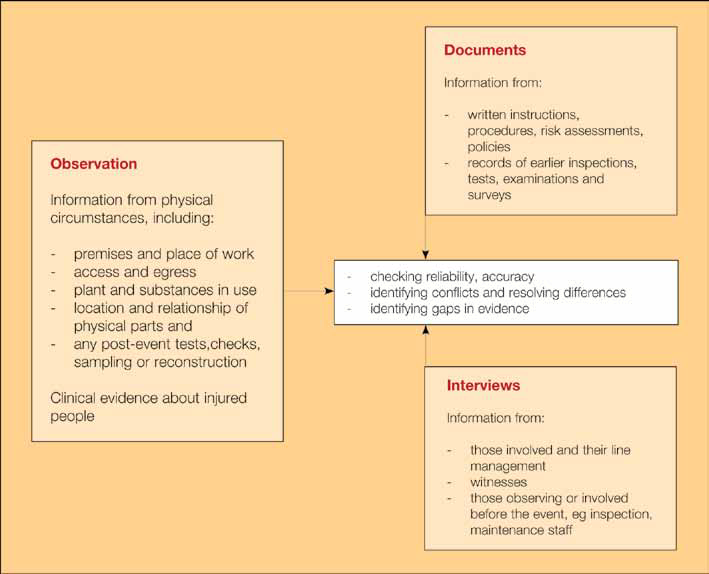 Observation
Information from physical
circumstances, including:
- premises and place of work
- access and egress
- plant and substances in use
- location and relationship of
physical parts and
- any post-event tests,checks,
sampling or reconstruction
Clinical evidence about injured
people
Documents
Information from:
- written instructions,
procedures, risk assessments,
policies
- records of earlier inspections,
tests, examinations and
surveys
- checking reliability, accuracy
- identifying conflicts and resolving differences
- identifying gaps in evidence
Interviews
Information from:
- those involved and their line
management
- witnesses
- those observing or involved
before the event, eg inspection,
maintenance staff